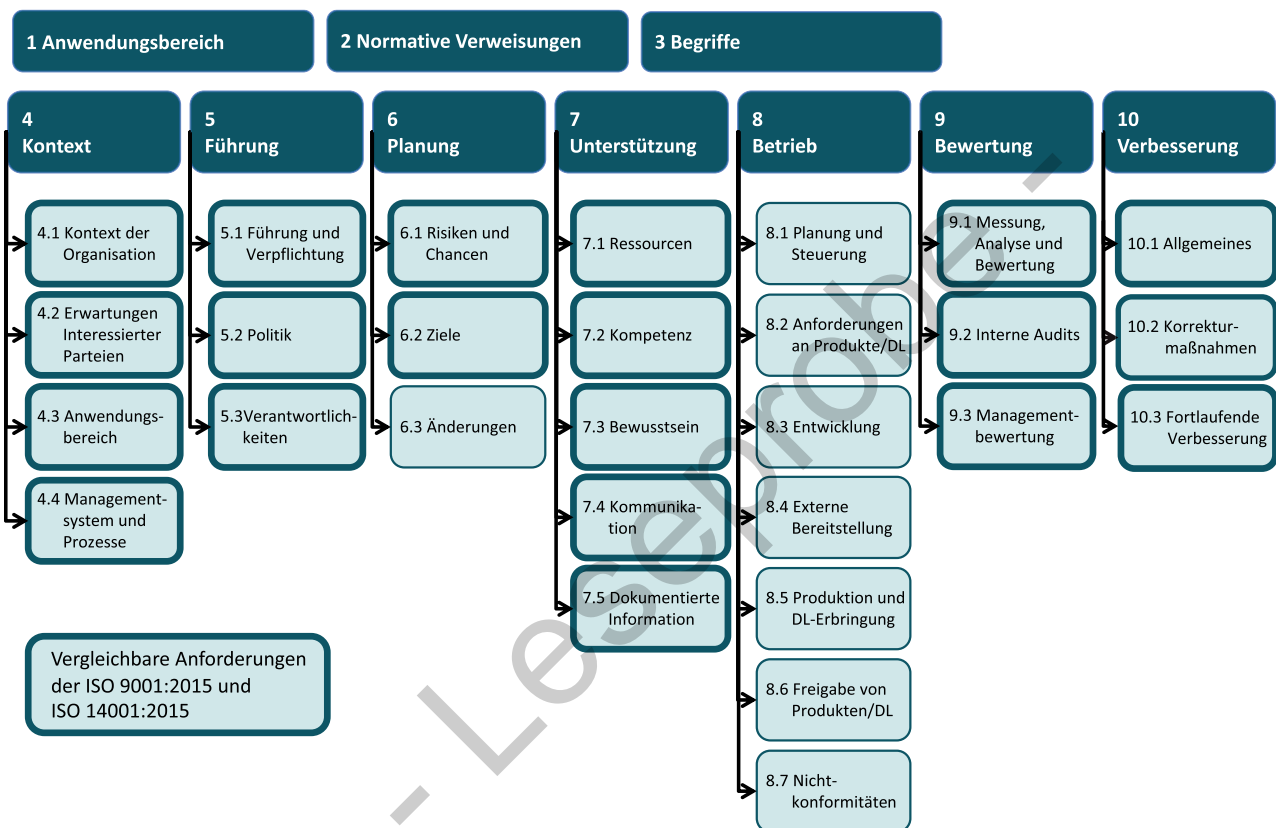 1 Anwendungsbereich
2 Normative Verweisungen
3 Begriffe
4
Kontext
4.1 Kontext der
Organisation
4.2 Erwartungen
Interessierter
Parteien
4.3 Anwendungs-
bereich
4.4 Management-
system und
Prozesse
5
Führung
5.1 Führung und
Verpflichtung
5.2 Politik
5.3Verantwortlich-
keiten
6
Planung
6.1 Risiken und
Chancen
6.2 Ziele
6.3 Änderungen
7
Unterstützung
7.1 Ressourcen
7.2 Kompetenz
7.3 Bewusstsein
7.4 Kommunika-
tion
7.5 Dokumentierte
Information
8
Betrieb
8.1 Planung und
Steuerung
8.2 Anforderungen
an Produkte/DL
8.3 Entwicklung
8.4 Externe
Bereitstellung
8.5 Produktion und
DL-Erbringung
8.6 Freigabe von
Produkten/DL
8.7 Nicht-
konformitäten
9
Bewertung
9.1 Messung,
Analyse und
Bewertung
9.2 Interne Audits
9.3 Management-
bewertung
10
Verbesserung
10.1 Allgemeines
10.2 Korrektur-
maßnahmen
10.3 Fortlaufende
Verbesserung
Vergleichbare Anforderungen
der ISO 9001:2015 und
ISO 14001:2015
- Leseprobe -